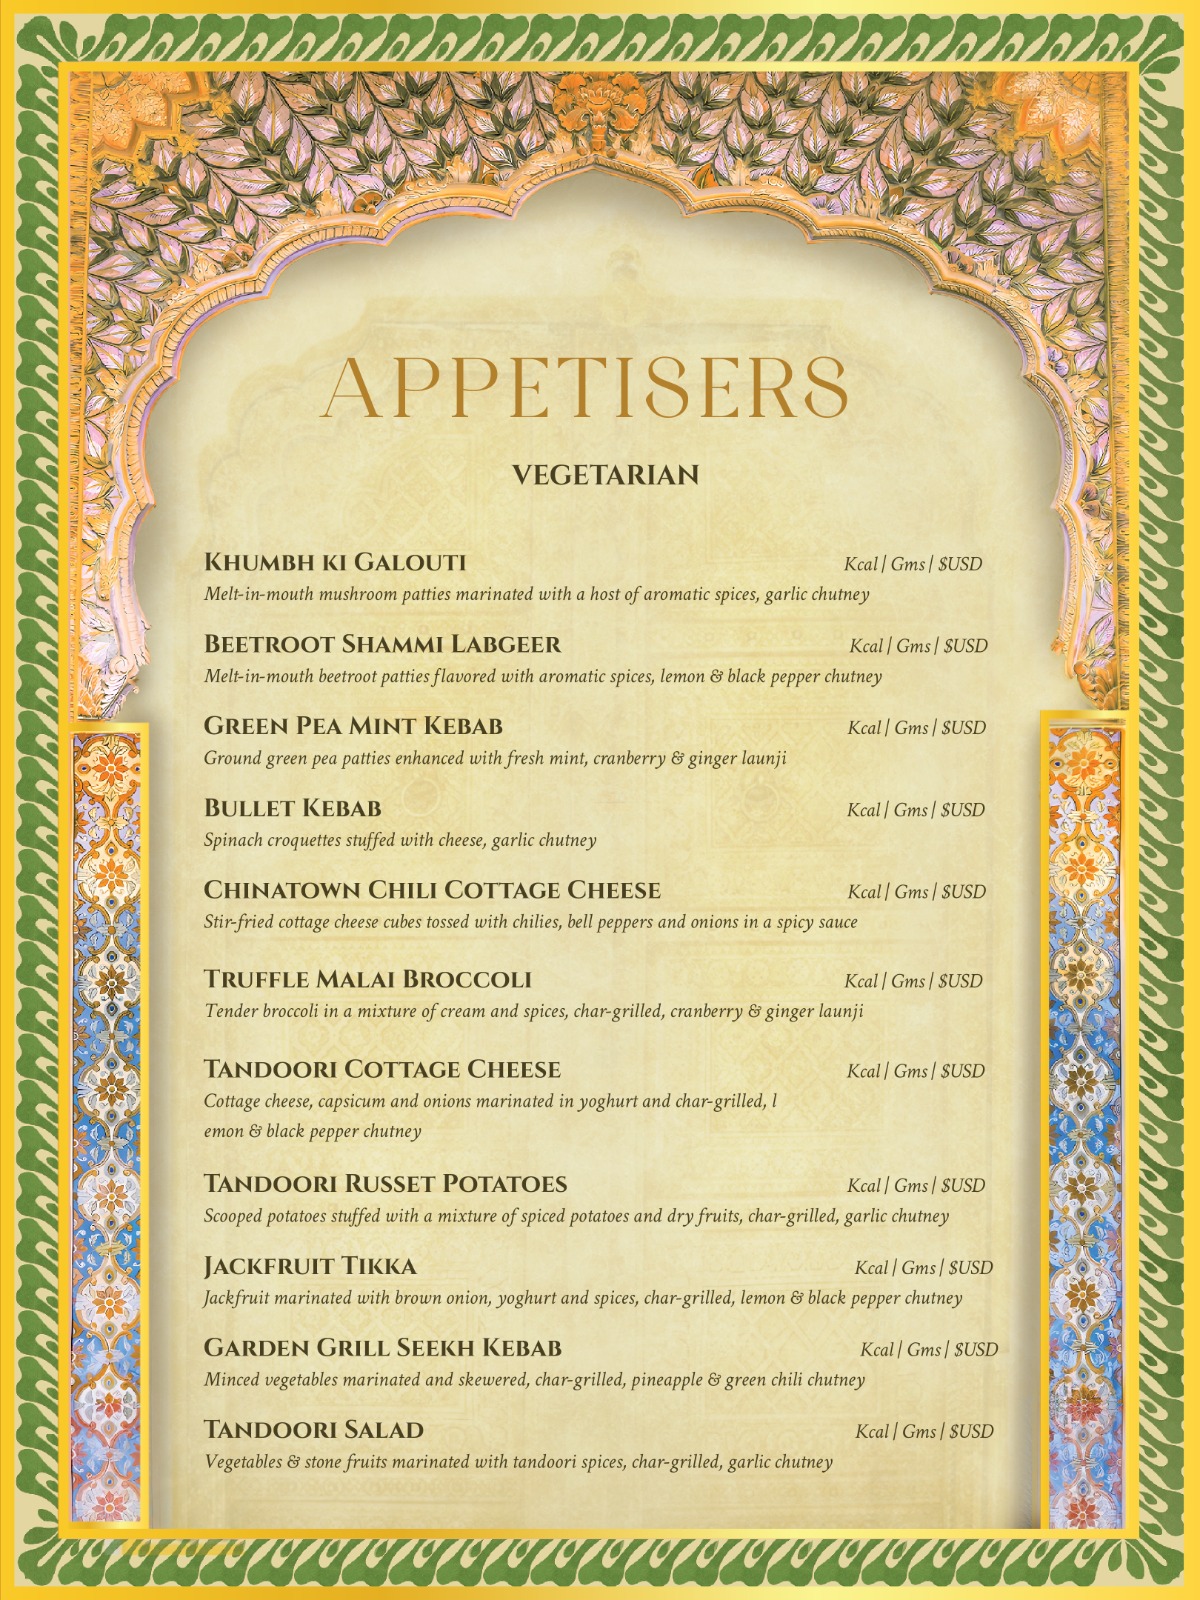 APPETISERS
VEGETARIAN
KHUMBH KI GALOUTI Kcal | Gms | $USD
Melt-in-mouth mushroom patties marinated with a host of aromatic spices, garlic chutney
BEETROOT SHAMMI LABGEER Kcal | Gms | $USD
Melt-in-mouth beetroot patties flavored with aromatic spices, lemon & black pepper chutney
GREEN PEA MINT KEBAB Kcal | Gms | $USD
Ground green pea patties enhanced with fresh mint, cranberry & ginger launji
BULLET KEBAB Kcal | Gms | $USD
Spinach croquettes stuffed with cheese, garlic chutney
CHINATOWN CHILI COTTAGE CHEESE Kcal | Gms | $USD
Stir-fried cottage cheese cubes tossed with chilies, bell peppers and onions in a spicy sauce
TRUFFLE MALAI BROCCOLI Kcal | Gms | $USD
Tender broccoli in a mixture of cream and spices, char-grilled, cranberry & ginger launji
TANDOORI COTTAGE CHEESE Kcal | Gms | $USD
Cottage cheese, capsicum and onions marinated in yoghurt and char-grilled, l
emon & black pepper chutney
TANDOORI RUSSET POTATOES Kcal | Gms | $USD
Scooped potatoes stuffed with a mixture of spiced potatoes and dry fruits, char-grilled, garlic chutney
JACKFRUIT TIKKA Kcal | Gms | $USD
Jackfruit marinated with brown onion, yoghurt and spices, char-grilled, lemon & black pepper chutney
GARDEN GRILL SEEKH KEBAB Kcal | Gms | $USD
Minced vegetables marinated and skewered, char-grilled, pineapple & green chili chutney
TANDOORI SALAD Kcal | Gms | $USD
Vegetables & stone fruits marinated with tandoori spices, char-grilled, garlic chutney